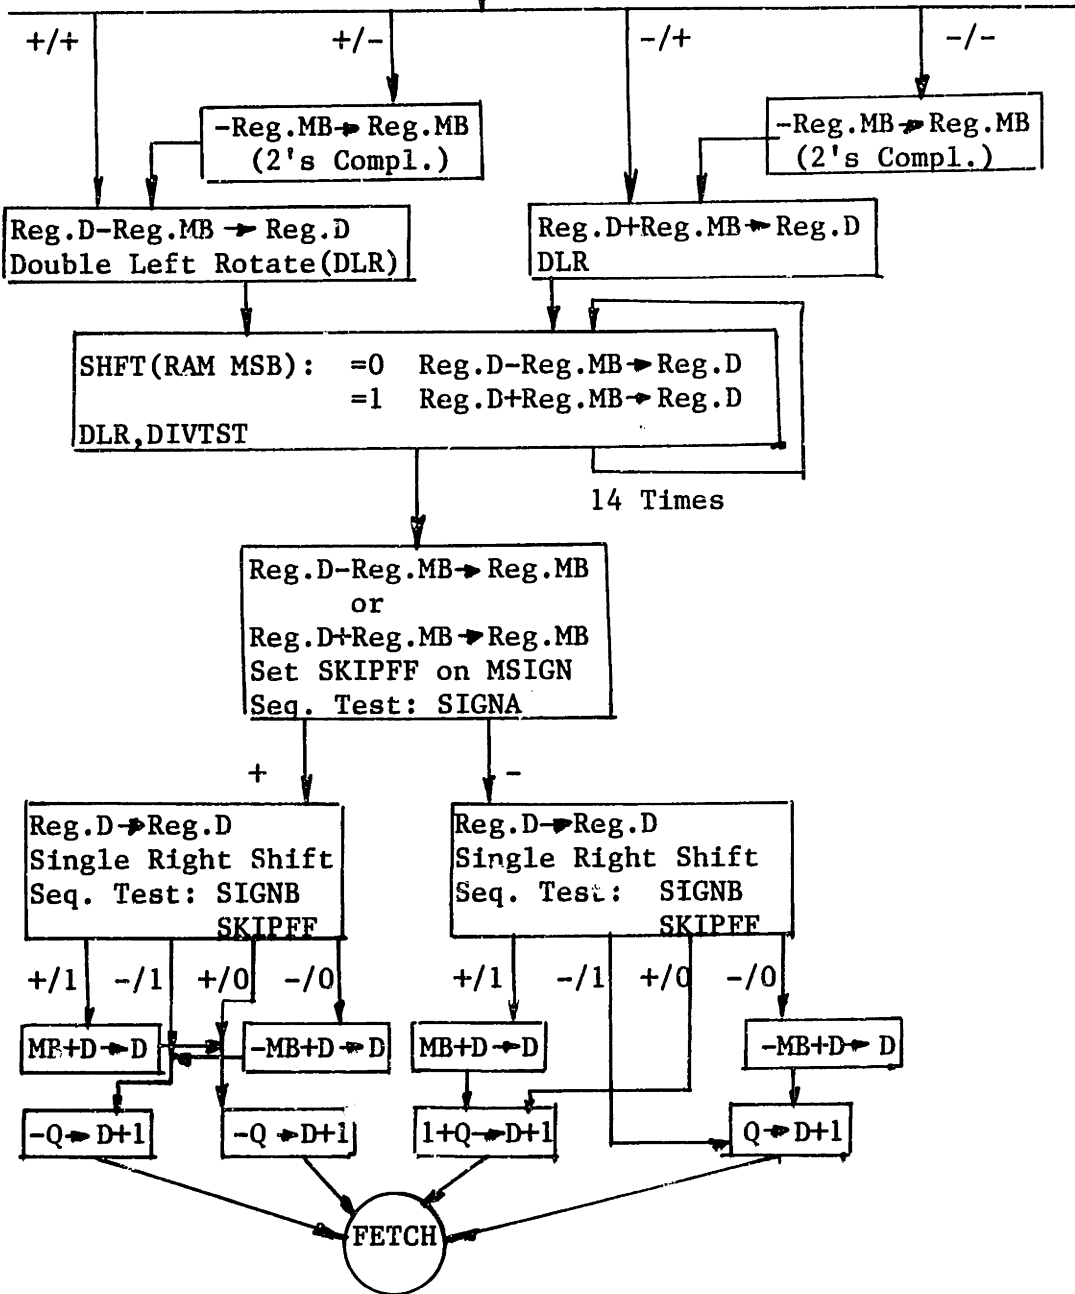 +/+ +/- -/+ -/-
-Reg.MB→Reg.MB
(2's Compl.)
-Reg.MB→Reg.MB
(2's Compl.)
Reg.D-Reg.MB→Reg.D
Double Left Rotate(DLR)
Reg.D+Reg.MB→Reg.D
DLR
SHFT(RAM MSB): =0 Reg.D-Reg.MB→Reg.D
=1 Reg.D+Reg.MB→Reg.D
DLR,DIVTST
14 Times
Reg.D-Reg.MB→Reg.MB
or
Reg.D+Reg.MB→Reg.MB
Set SKIPFF on MSIGN
Seq. Test: SIGNA
+ -
Reg.D→Reg.D
Single Right Shift
Seq. Test: SIGNB
SKIPFF
Reg.D→Reg.D
Single Right Shift
Seq. Test: SIGNB
SKIPFF
+/1 -/1 +/0 -/0
+/1 -/1 +/0 -/0
MB+D→D
-MB+D→D
MB+D→D
-MB+D→D
-Q→D+1
-Q→D+1
1+Q→D+1
Q→D+1
FETCH